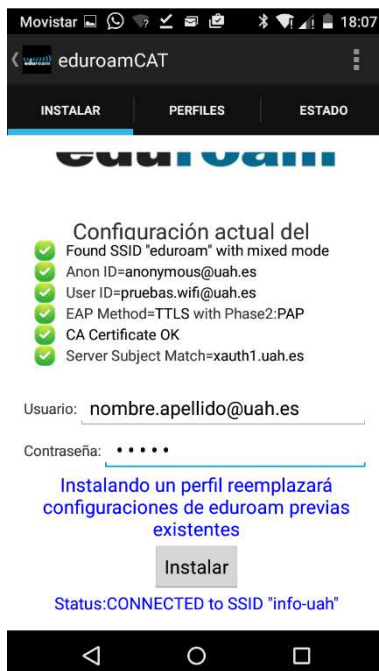 Movistar 18:07
eduroam eduroamCAT
INSTALAR PERFILES ESTADO
eduroam
Configuración actual del
Found SSID "eduroam" with mixed mode
Anon ID=anonymous@uah.es
User ID=pruebas.wifi@uah.es
EAP Method=TTLS with Phase2:PAP
CA Certificate OK
Server Subject Match=xauth1.uah.es
Usuario: nombre.apellido@uah.es
Contraseña: •••••
Instalando un perfil reemplazará
configuraciones de eduroam previas
existentes
Instalar
Status:CONNECTED to SSID "info-uah"